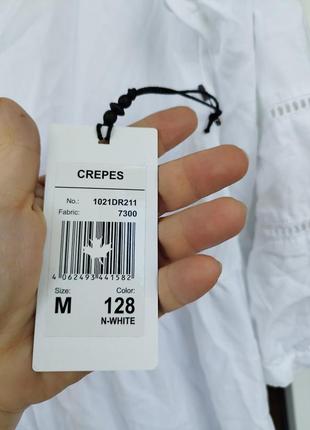 CREPES
No.: 1021DR211
Fabric: 7300
4 062493 441582
Size: Color:
M 128
N-WHITE